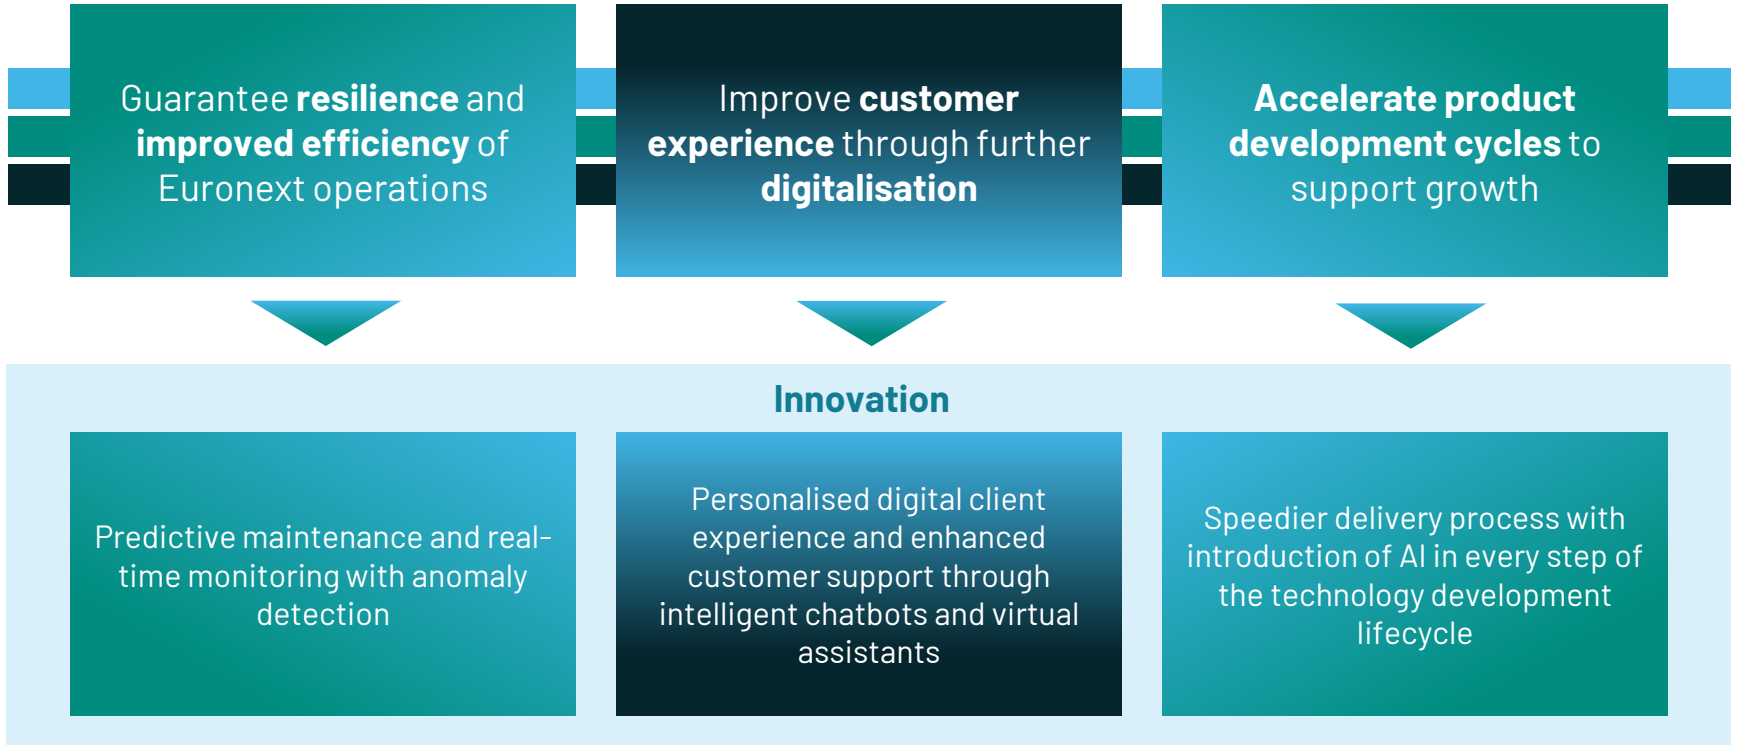 Guarantee resilience and
improved efficiency of
Euronext operations
Improve customer
experience through further
digitalisation
Accelerate product
development cycles to
support growth
Innovation
Predictive maintenance and real-
time monitoring with anomaly
detection
Personalised digital client
experience and enhanced
customer support through
intelligent chatbots and virtual
assistants
Speedier delivery process with
introduction of AI in every step of
the technology development
lifecycle